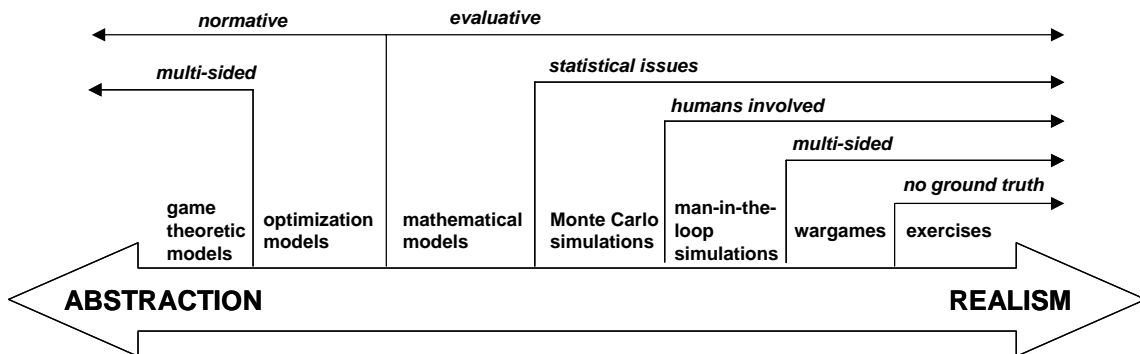 normative evaluative
multi-sided statistical issues
humans involved
multi-sided
no ground truth
game
theoretic
models
optimization
models
mathematical
models
Monte Carlo
simulations
man-in-the-
loop
simulations
wargames
exercises
ABSTRACTION REALISM